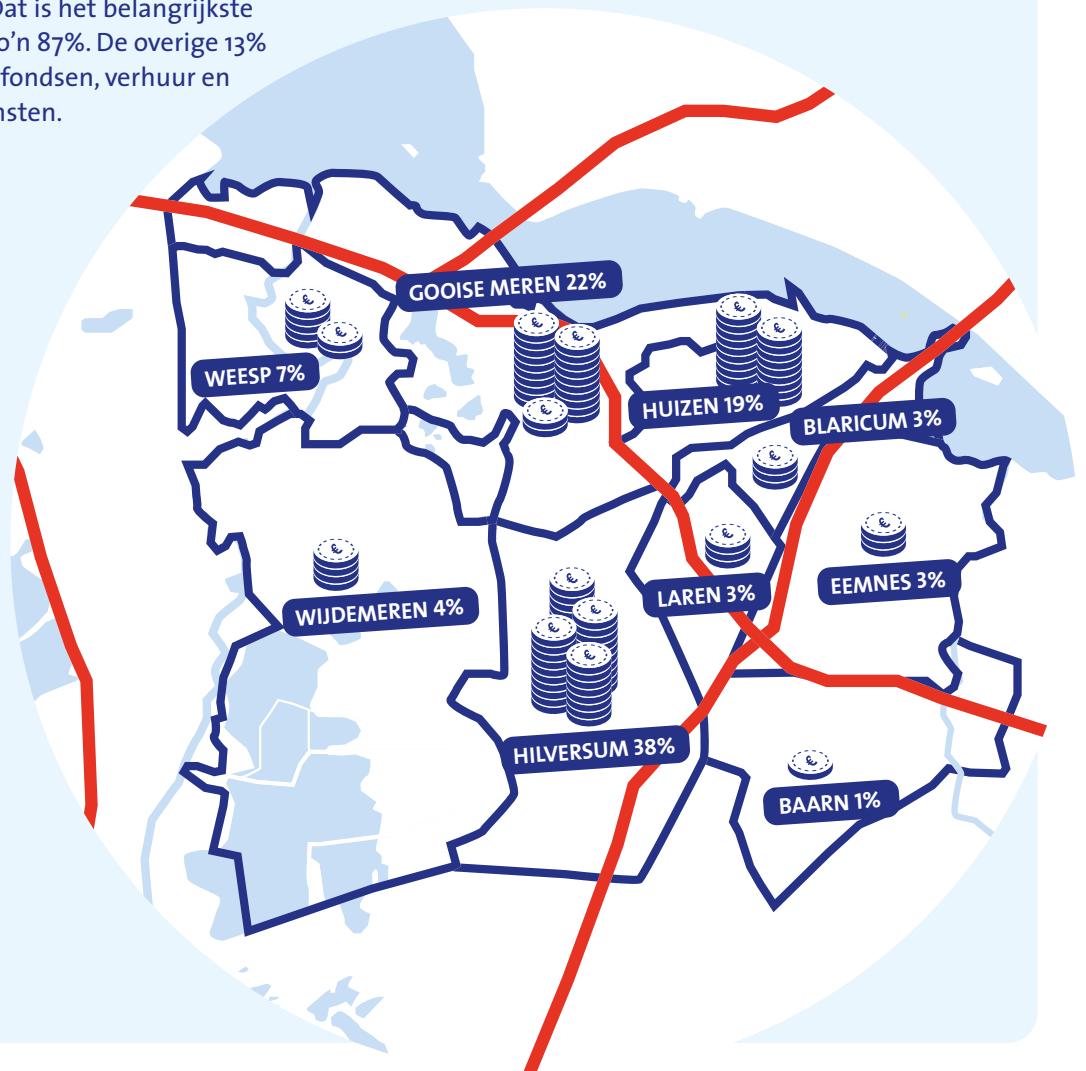 Dat is het belangrijkste
o'n 87%. De overige 13%
fondsen, verhuur en
nsten.
GOOISE MEREN 22%
WEESP 7%
HUIZEN 19%
BLARICUM 3%
EEMNES 3%
LAREN 3%
WIJDEMEREN 4%
HILVERSUM 38%
BAARN 1%